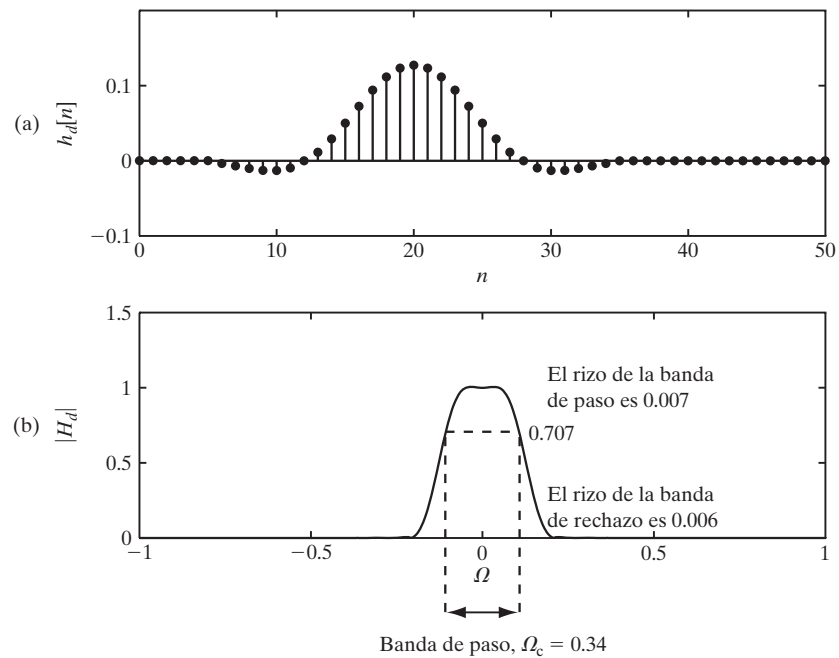 (a)
h_d[n]
0.1
0
−0.1
0
10
20
30
40
50
n
(b)
|H_d|
1.5
1
0.5
0
El rizo de la banda
de paso es 0.007
0.707
El rizo de la banda
de rechazo es 0.006
−1
−0.5
0
0.5
1
Ω
Banda de paso, Ω_c = 0.34